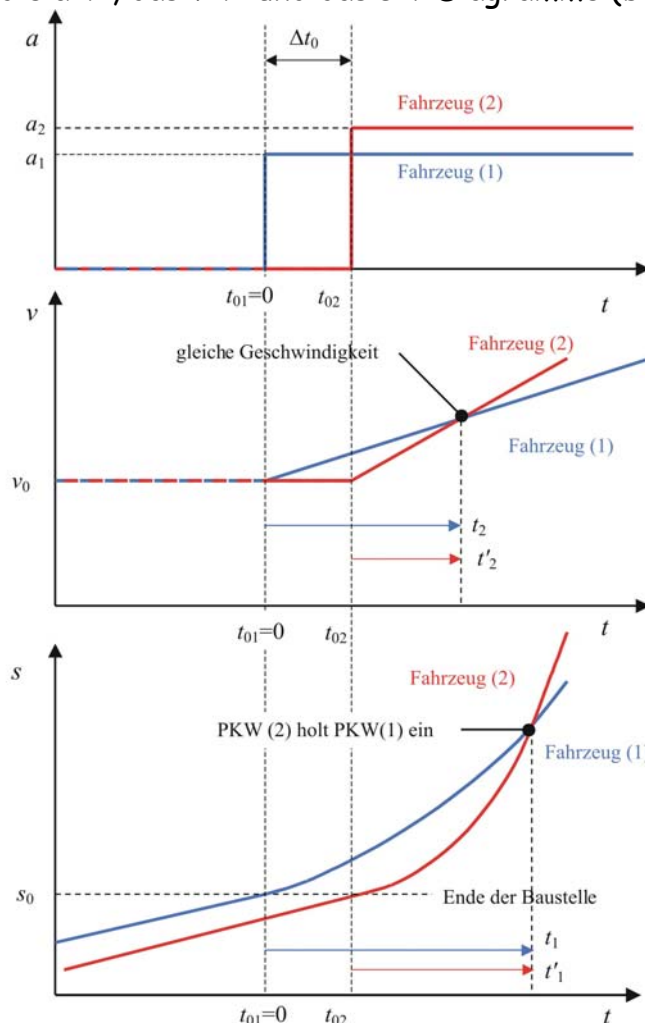 a
Δt₀
Fahrzeug (2)
a₂
a₁
Fahrzeug (1)
t₀₁=0
t₀₂
t
v
gleiche Geschwindigkeit
Fahrzeug (2)
Fahrzeug (1)
v₀
t₂
t'₂
t₀₁=0
t₀₂
t
s
Fahrzeug (2)
PKW (2) holt PKW(1) ein
Fahrzeug (1)
s₀
Ende der Baustelle
t₁
t'₁
t₀₁=0
t₀₂
t